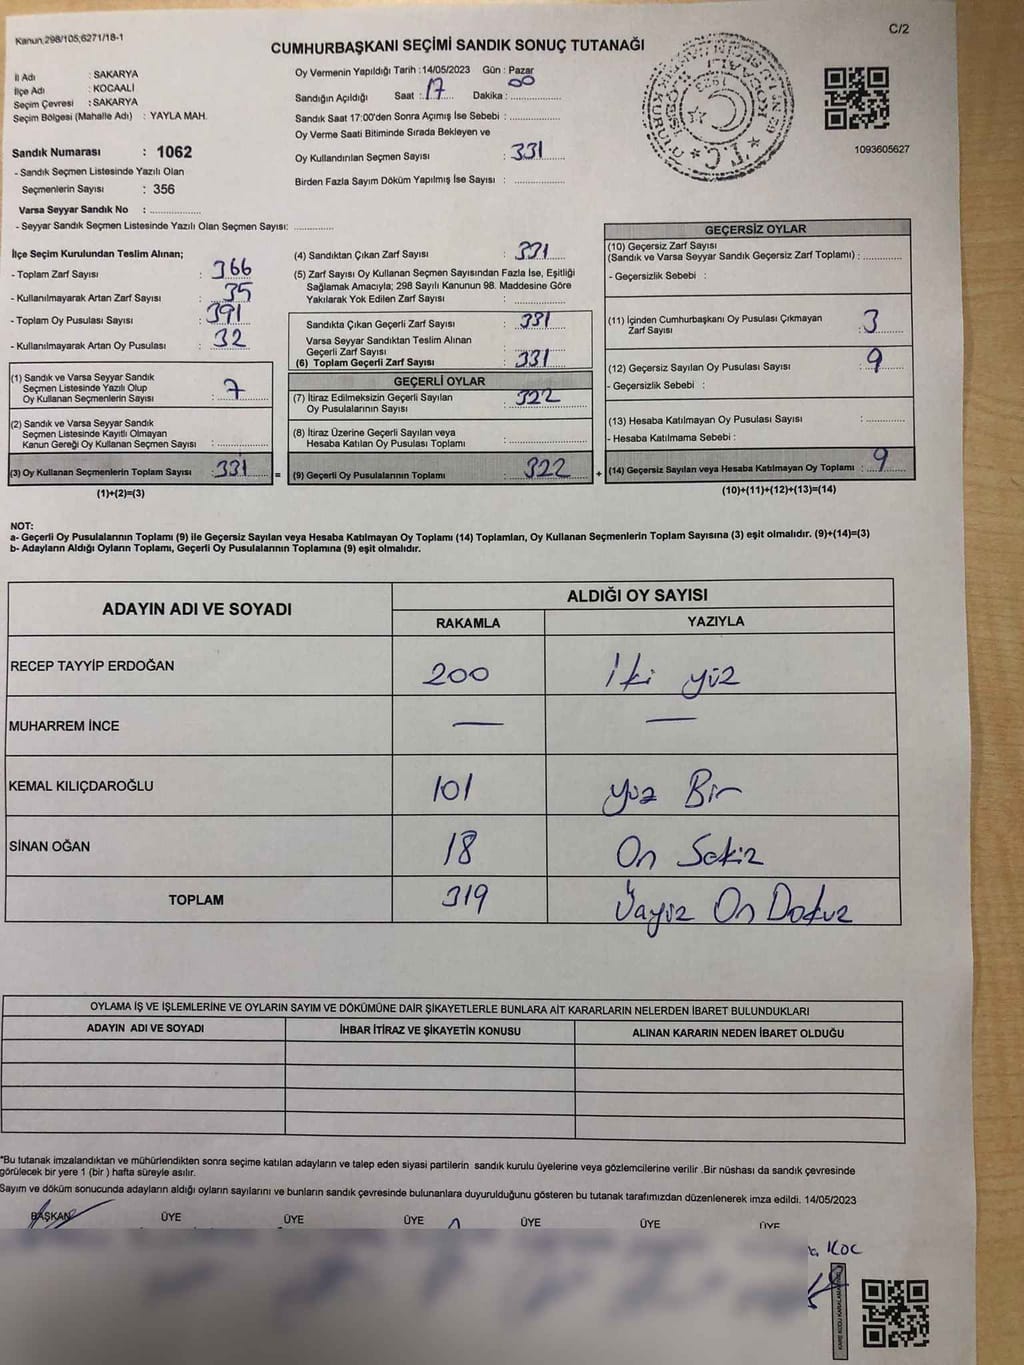 Kanun;298/105,6271/18-1
C/2
CUMHURBAŞKANI SEÇİMİ SANDIK SONUÇ TUTANAĞI
İl Adı : SAKARYA
İlçe Adı : KOCAALİ
Seçim Çevresi : SAKARYA
Seçim Bölgesi (Mahalle Adı) : YAYLA MAH.
Sandık Numarası : 1062
- Sandık Seçmen Listesinde Yazılı Olan
Seçmenlerin Sayısı : 356
Varsa Seyyar Sandık No :
- Seyyar Sandık Seçmen Listesinde Yazılı Olan Seçmen Sayısı:
Oy Vermenin Yapıldığı Tarih :14/05/2023 Gün : Pazar
Sandığın Açıldığı Saat : 17 Dakika : 00
Sandık Saat 17:00'den Sonra Açımış İse Sebebi :
Oy Verme Saati Bitiminde Sırada Bekleyen ve
Oy Kullandırılan Seçmen Sayısı : 331
Birden Fazla Sayım Döküm Yapılmış İse Sayısı :
T.C.
1093605627
İlçe Seçim Kurulundan Teslim Alınan;
- Toplam Zarf Sayısı : 366
- Kullanılmayarak Artan Zarf Sayısı : 35
- Toplam Oy Pusulası Sayısı : 391
- Kullanılmayarak Artan Oy Pusulası : 32
(1) Sandık ve Varsa Seyyar Sandık
Seçmen Listesinde Yazılı Olup
Oy Kullanan Seçmenlerin Sayısı : 7
(2) Sandık ve Varsa Seyyar Sandık
Seçmen Listesinde Kayıtlı Olmayan
Kanun Gereği Oy Kullanan Seçmen Sayısı :
(3) Oy Kullanan Seçmenlerin Toplam Sayısı : 331 =
(1)+(2)=(3)
(4) Sandıktan Çıkan Zarf Sayısı : 331
(5) Zarf Sayısı Oy Kullanan Seçmen Sayısından Fazla İse, Eşitliği
Sağlamak Amacıyla; 298 Sayılı Kanunun 98. Maddesine Göre
Yakılarak Yok Edilen Zarf Sayısı :
Sandıkta Çıkan Geçerli Zarf Sayısı : 331
Varsa Seyyar Sandıktan Teslim Alınan
Geçerli Zarf Sayısı :
(6) Toplam Geçerli Zarf Sayısı : 331
GEÇERLİ OYLAR
(7) İtiraz Edilmeksizin Geçerli Sayılan
Oy Pusulalarının Sayısı : 322
(8) İtiraz Üzerine Geçerli Sayılan veya
Hesaba Katılan Oy Pusulası Toplamı :
(9) Geçerli Oy Pusulalarının Toplamı : 322 +
GEÇERSİZ OYLAR
(10) Geçersiz Zarf Sayısı
(Sandık ve Varsa Seyyar Sandık Geçersiz Zarf Toplamı) :
- Geçersizlik Sebebi :
(11) İçinden Cumhurbaşkanı Oy Pusulası Çıkmayan
Zarf Sayısı : 3
(12) Geçersiz Sayılan Oy Pusulası Sayısı : 9
- Geçersizlik Sebebi :
(13) Hesaba Katılmayan Oy Pusulası Sayısı :
- Hesaba Katılmama Sebebi :
(14) Geçersiz Sayılan veya Hesaba Katılmayan Oy Toplamı : 9
(10)+(11)+(12)+(13)=(14)
NOT:
a- Geçerli Oy Pusulalarının Toplamı (9) ile Geçersiz Sayılan veya Hesaba Katılmayan Oy Toplamı (14) Toplamları, Oy Kullanan Seçmenlerin Toplam Sayısına (3) eşit olmalıdır. (9)+(14)=(3)
b- Adayların Aldığı Oyların Toplamı, Geçerli Oy Pusulalarının Toplamına (9) eşit olmalıdır.
ADAYIN ADI VE SOYADI ALDIĞI OY SAYISI
RAKAMLA YAZIYLA
RECEP TAYYİP ERDOĞAN 200 İki yüz
MUHARREM İNCE — —
KEMAL KILIÇDAROĞLU 101 yüz Bir
SİNAN OĞAN 18 On Sekiz
TOPLAM 319 Üçyüz On Dokuz
OYLAMA İŞ VE İŞLEMLERİNE VE OYLARIN SAYIM VE DÖKÜMÜNE DAİR ŞİKAYETLERLE BUNLARA AİT KARARLARIN NELERDEN İBARET BULUNDUKLARI
ADAYIN ADI VE SOYADI İHBAR İTİRAZ VE ŞİKAYETİN KONUSU ALINAN KARARIN NEDEN İBARET OLDUĞU
*Bu tutanak imzalandıktan ve mühürlendikten sonra seçime katılan adayların ve talep eden siyasi partilerin sandık kurulu üyelerine veya gözlemcilerine verilir .Bir nüshası da sandık çevresinde
görülecek bir yere 1 (bir ) hafta süreyle asılır.
Sayım ve döküm sonucunda adayların aldığı oyların sayılarını ve bunların sandık çevresinde bulunanlara duyurulduğunu gösteren bu tutanak tarafımızdan düzenlenerek imza edildi. 14/05/2023
BAŞKAN ÜYE ÜYE ÜYE ÜYE ÜYE ÜYE
KOC